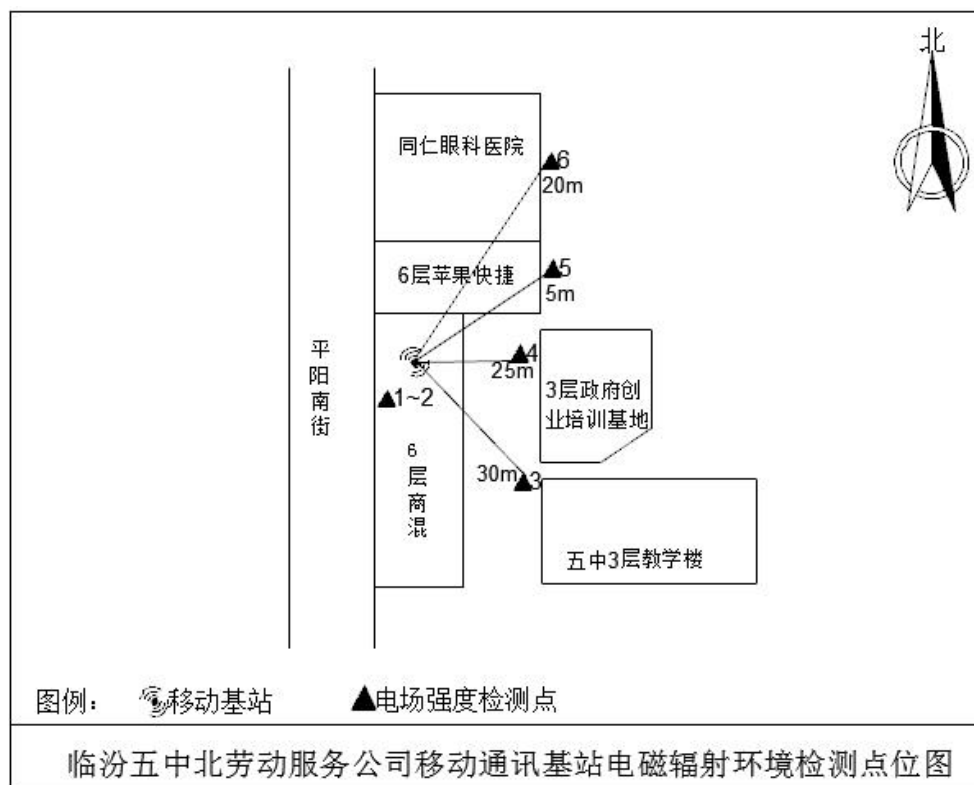 北
同仁眼科医院
6
20m
6层苹果快捷
5
5m
平阳南街
4
25m
1~2
3层政府创
业培训基地
6层商混
30m
3
五中3层教学楼
图例：
移动基站
电场强度检测点
临汾五中北劳动服务公司移动通讯基站电磁辐射环境检测点位图